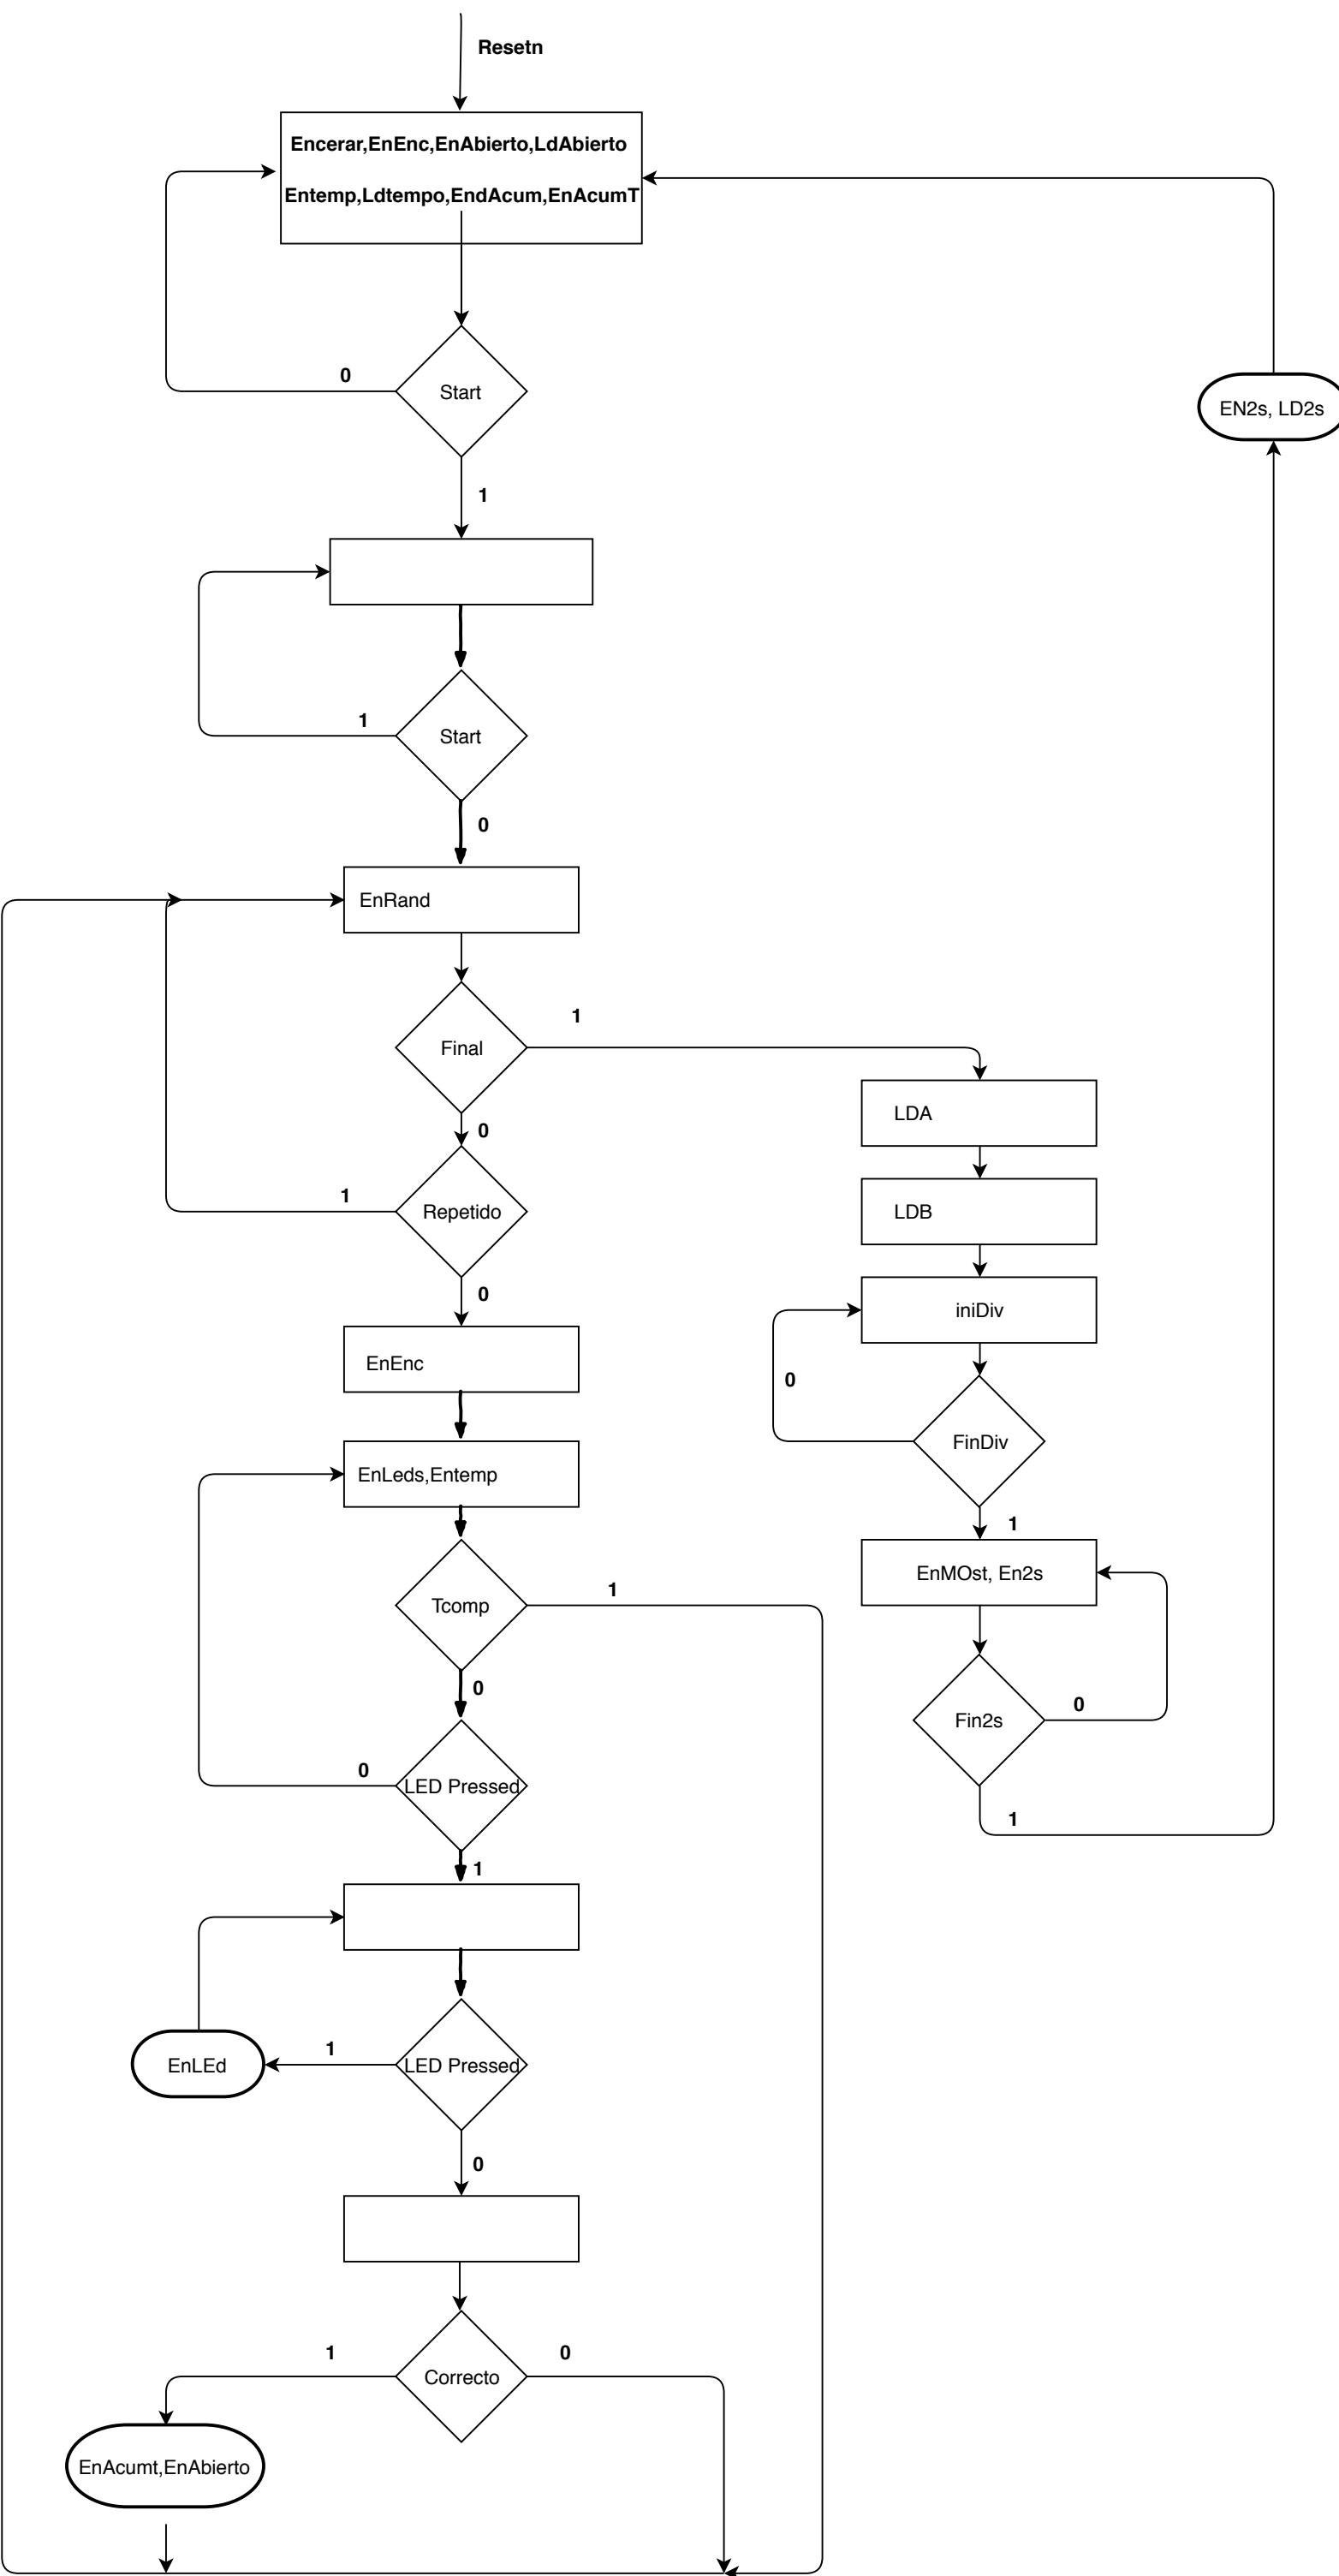 Resetn
Encerar,EnEnc,EnAbierto,LdAbierto
Entemp,Ldtempo,EndAcum,EnAcumT
0
Start
EN2s, LD2s
1
1
Start
0
EnRand
1
Final
LDA
0
1
Repetido
LDB
0
iniDiv
EnEnc
0
FinDiv
EnLeds,Entemp
1
EnMOst, En2s
1
Tcomp
0
0
Fin2s
0
LED Pressed
1
1
EnLEd
1
LED Pressed
0
1
0
Correcto
EnAcumt,EnAbierto